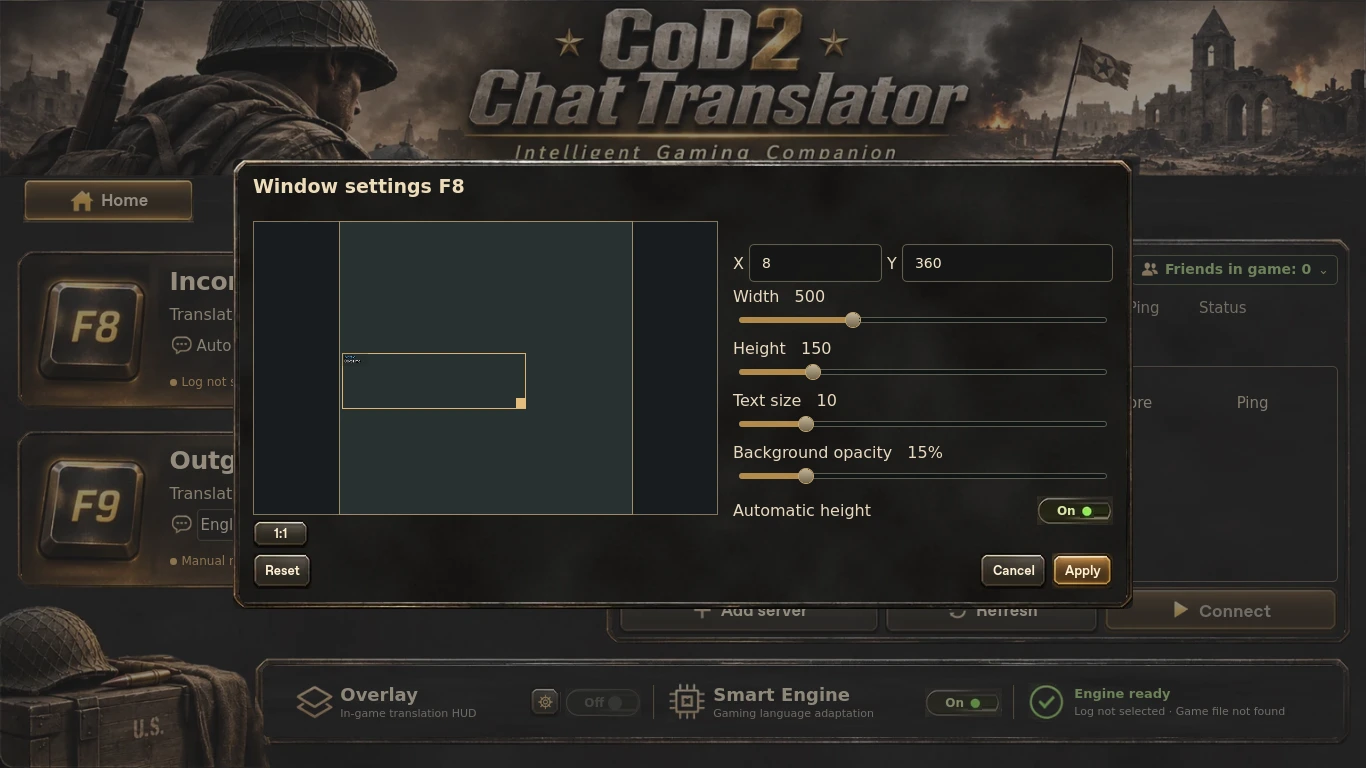 CoD2
Chat Translator
Intelligent Gaming Companion
Home
Window settings F8
F8
Translat
Auto
Log not s
F9
Outg
Translat
Engl
Manual r
X 8 Y 360
Width 500
Height 150
Text size 10
Background opacity 15%
Automatic height On
1:1
Reset
Cancel
Apply
Friends in game: 0
Ping Status
ore Ping
Add server
Refresh
Connect
U.S.
Overlay
In-game translation HUD
Off
Smart Engine
Gaming language adaptation
On
Engine ready
Log not selected · Game file not found